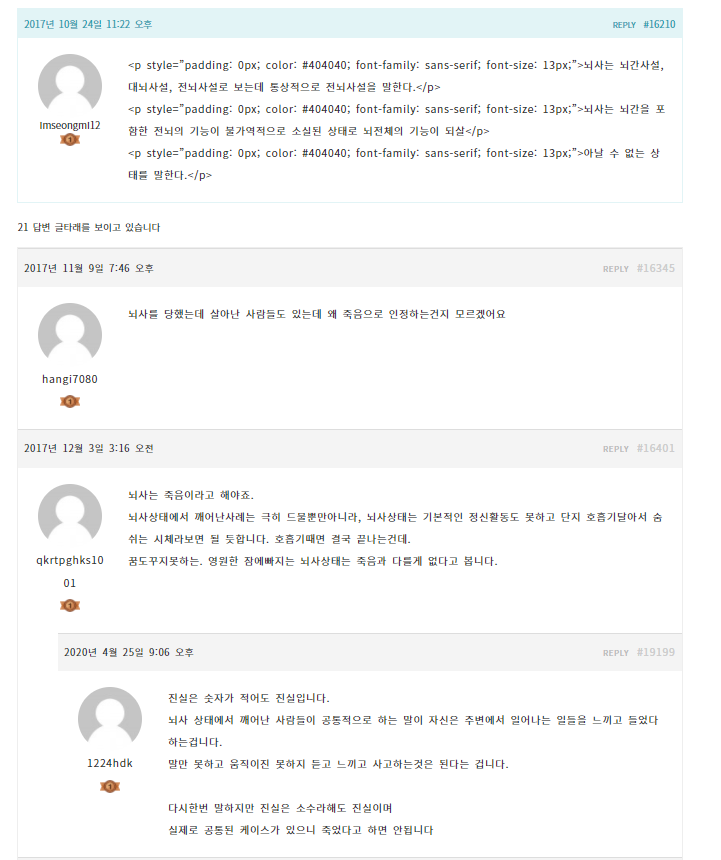 2017년 10월 24일 11:22 오후 REPLY #16210
<p style="padding: 0px; color: #404040; font-family: sans-serif; font-size: 13px;”>뇌사는 뇌간사설,
대뇌사설, 전뇌사설로 보는데 통상적으로 전뇌사설을 말한다.</p>
<p style="padding: 0px; color: #404040; font-family: sans-serif; font-size: 13px;”>뇌사는 뇌간을 포
함한 전뇌의 기능이 불가역적으로 소실된 상태로 뇌전체의 기능이 되살</p>
<p style="padding: 0px; color: #404040; font-family: sans-serif; font-size: 13px;”>아날 수 없는 상
태를 말한다.</p>
imseongmi12
1
21 답변 글타래를 보이고 있습니다
2017년 11월 9일 7:46 오후 REPLY #16345
뇌사를 당했는데 살아난 사람들도 있는데 왜 죽음으로 인정하는건지 모르겠어요
hangi7080
1
2017년 12월 3일 3:16 오전 REPLY #16401
뇌사는 죽음이라고 해야죠.
뇌사상태에서 깨어난사례는 극히 드물뿐만아니라, 뇌사상태는 기본적인 정신활동도 못하고 단지 호흡기달아서 숨
쉬는 시체라보면 될 듯합니다. 호흡기때면 결국 끝나는건데.
꿈도꾸지못하는. 영원한 잠에빠지는 뇌사상태는 죽음과 다를게 없다고 봅니다.
qkrtpghks10
01
1
2020년 4월 25일 9:06 오후 REPLY #19199
진실은 숫자가 적어도 진실입니다.
뇌사 상태에서 깨어난 사람들이 공통적으로 하는 말이 자신은 주변에서 일어나는 일들을 느끼고 들었다
하는겁니다.
말만 못하고 움직이진 못하지 듣고 느끼고 사고하는것은 된다는 겁니다.
다시한번 말하지만 진실은 소수라해도 진실이며
실제로 공통된 케이스가 있으니 죽었다고 하면 안됩니다
1224hdk
1